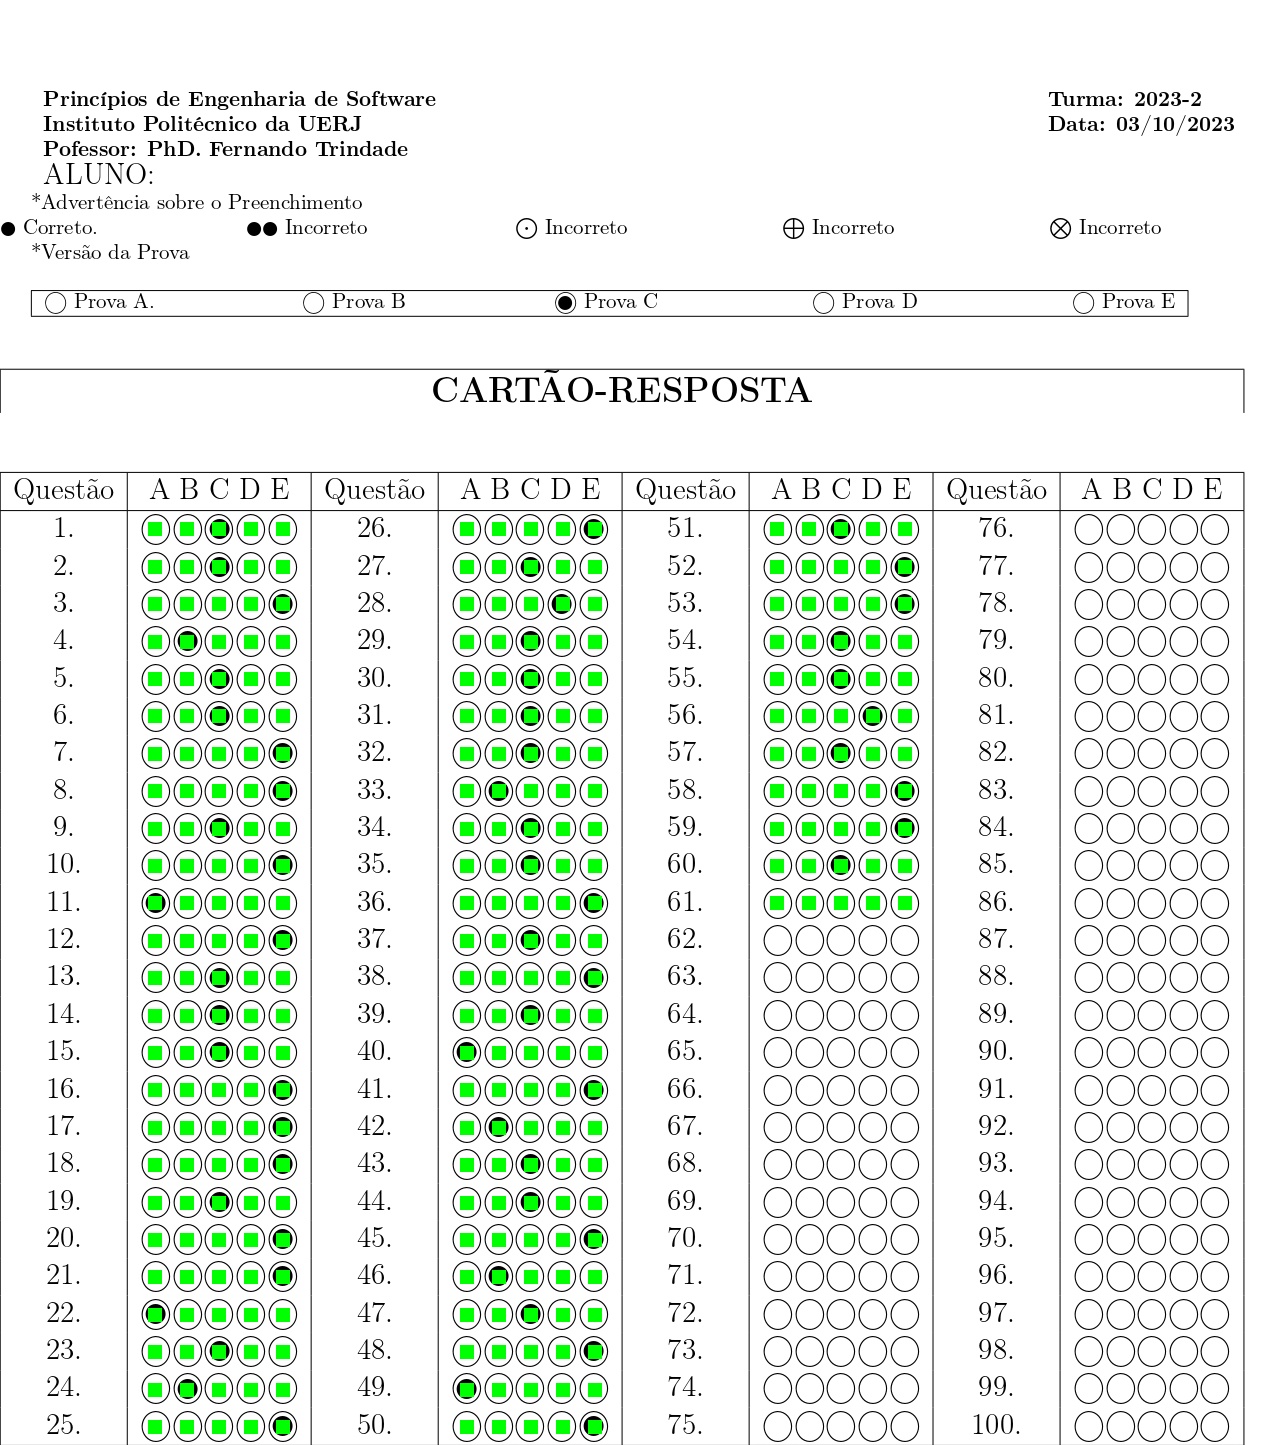 Princípios de Engenharia de Software
Instituto Politécnico da UERJ
Pofessor: PhD. Fernando Trindade
Turma: 2023-2
Data: 03/10/2023
ALUNO:
*Advertência sobre o Preenchimento
Correto. Incorreto Incorreto Incorreto Incorreto
*Versão da Prova
Prova A. Prova B Prova C Prova D Prova E
CARTÃO-RESPOSTA
Questão A B C D E Questão A B C D E Questão A B C D E Questão A B C D E
1. 26. 51. 76.
2. 27. 52. 77.
3. 28. 53. 78.
4. 29. 54. 79.
5. 30. 55. 80.
6. 31. 56. 81.
7. 32. 57. 82.
8. 33. 58. 83.
9. 34. 59. 84.
10. 35. 60. 85.
11. 36. 61. 86.
12. 37. 62. 87.
13. 38. 63. 88.
14. 39. 64. 89.
15. 40. 65. 90.
16. 41. 66. 91.
17. 42. 67. 92.
18. 43. 68. 93.
19. 44. 69. 94.
20. 45. 70. 95.
21. 46. 71. 96.
22. 47. 72. 97.
23. 48. 73. 98.
24. 49. 74. 99.
25. 50. 75. 100.